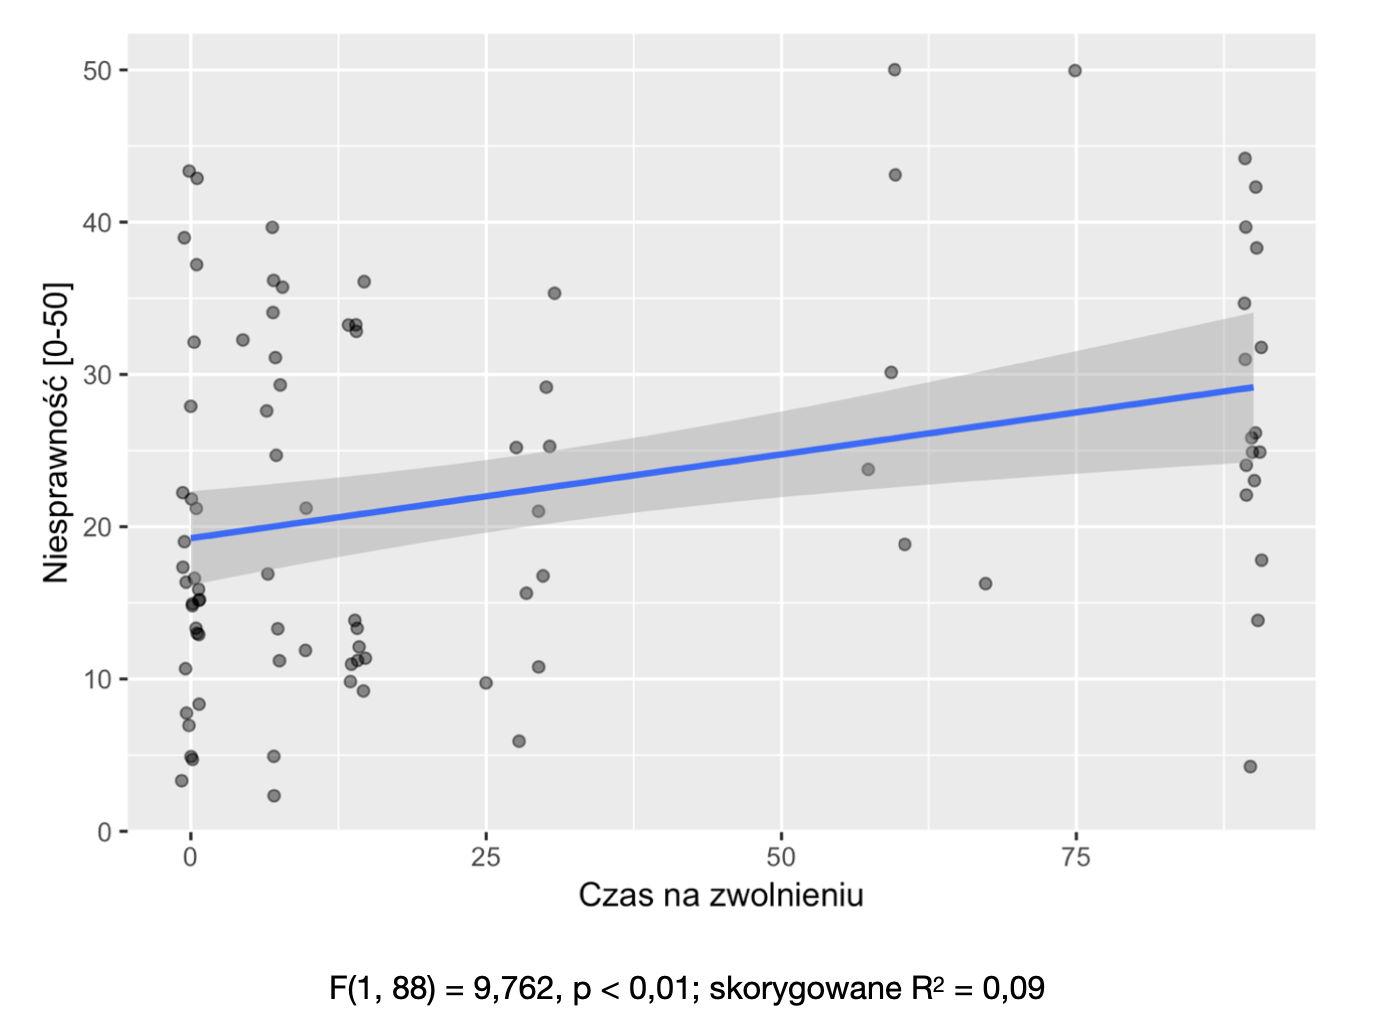 50
40
30
20
10
0
Niesprawność [0-50]
0 25 50 75
Czas na zwolnieniu
F(1, 88) = 9,762, p < 0,01; skorygowane R² = 0,09